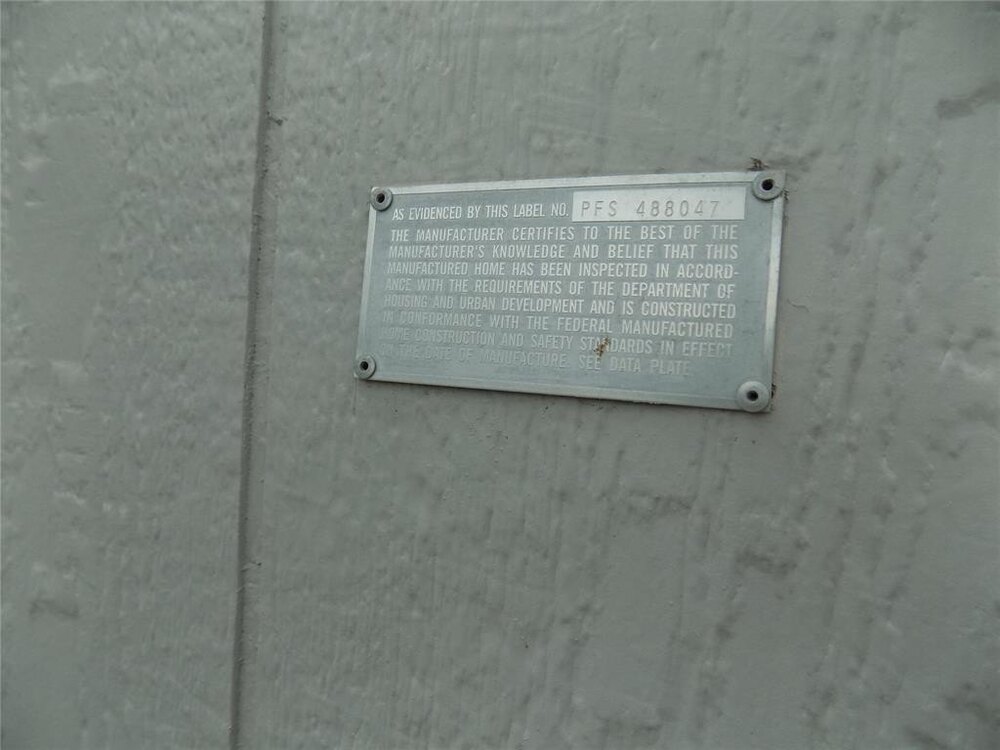 AS EVIDENCED BY THIS LABEL NO. PFS 488047
THE MANUFACTURER CERTIFIES TO THE BEST OF THE
MANUFACTURER'S KNOWLEDGE AND BELIEF THAT THIS
MANUFACTURED HOME HAS BEEN INSPECTED IN ACCORD-
ANCE WITH THE REQUIREMENTS OF THE DEPARTMENT OF
HOUSING AND URBAN DEVELOPMENT AND IS CONSTRUCTED
IN CONFORMANCE WITH THE FEDERAL MANUFACTURED
HOME CONSTRUCTION AND SAFETY STANDARDS IN EFFECT
ON THE DATE OF MANUFACTURE. SEE DATA PLATE.